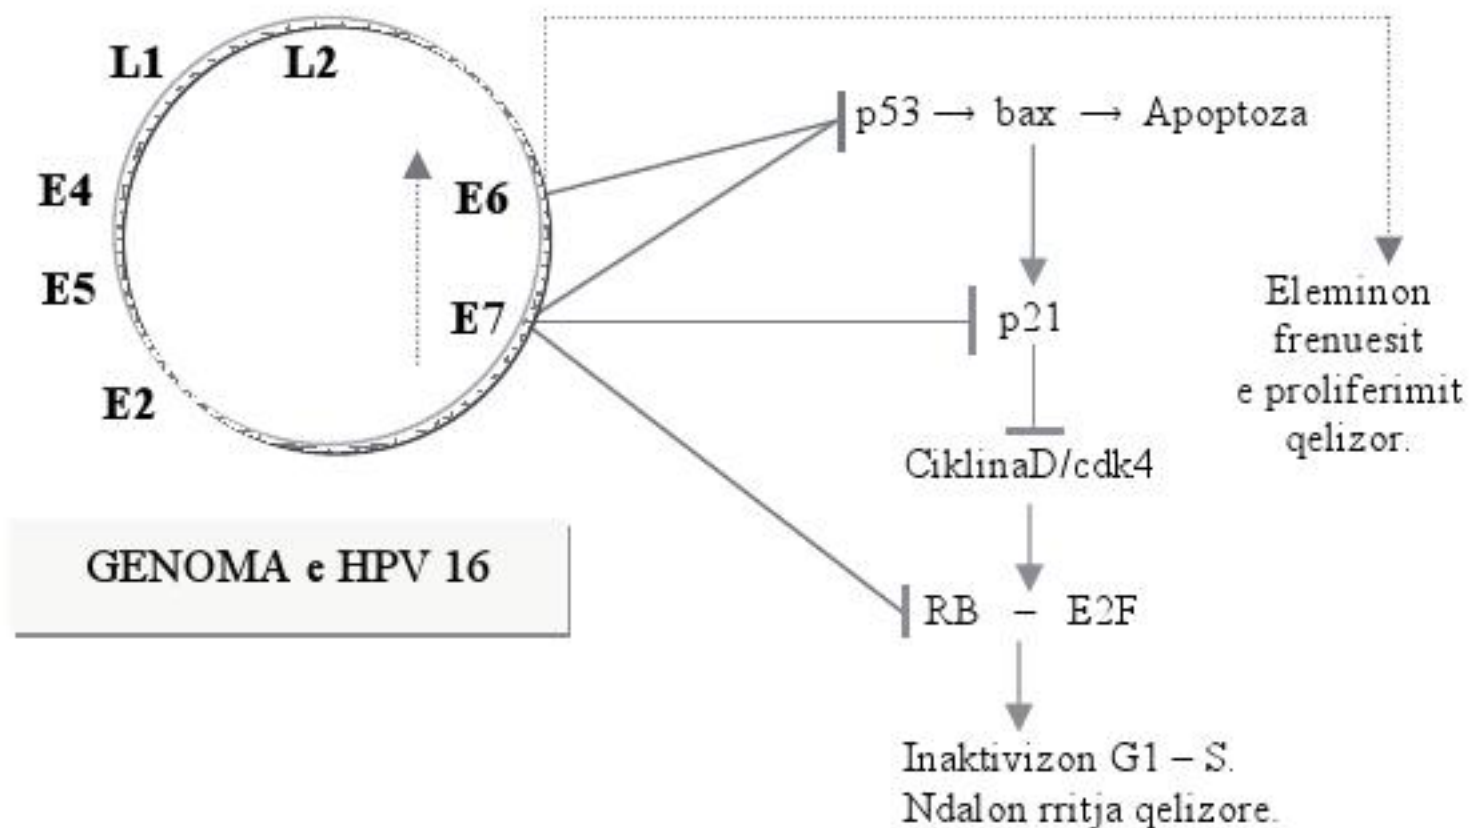 L1
L2
E4
E6
E5
E7
E2
GENOMA e HPV 16
p53 → bax → Apoptoza
p21
CiklinaD/cdk4
RB – E2F
Inaktivizon G1 – S.
Ndalon rritja qelizore.
Eleminon
frenuesit
e proliferimit
qelizor.